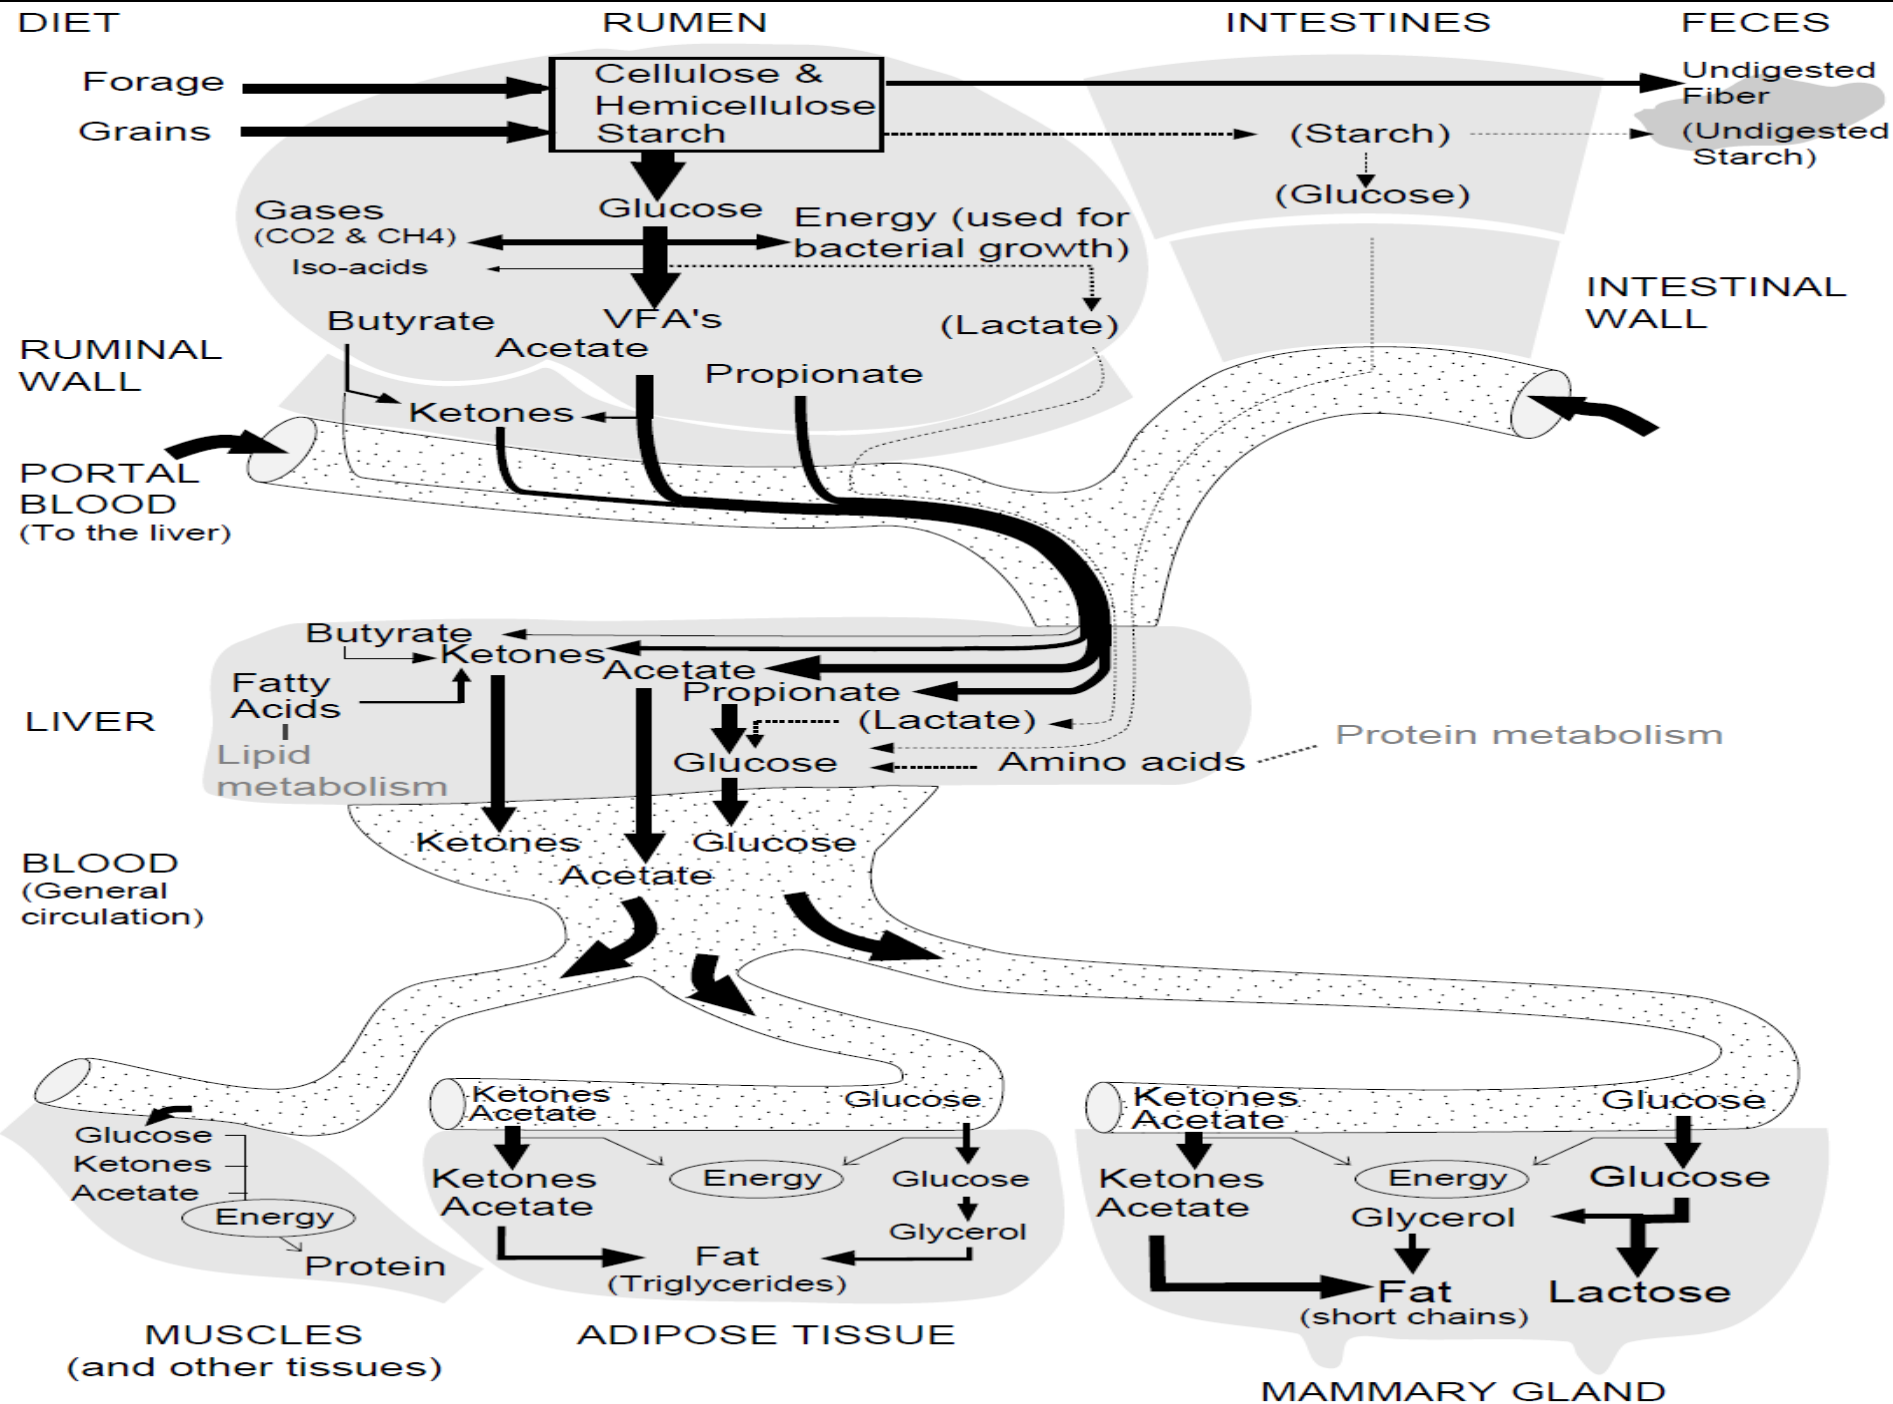 DIET
RUMEN
INTESTINES
FECES
Forage
Grains
Cellulose &
Hemicellulose
Starch
Undigested
Fiber
(Undigested
Starch)
(Starch)
(Glucose)
Glucose
Gases
(CO2 & CH4)
Iso-acids
Energy (used for
bacterial growth)
Butyrate
VFA's
Acetate
Propionate
(Lactate)
INTESTINAL
WALL
RUMINAL
WALL
Ketones
PORTAL
BLOOD
(To the liver)
Butyrate
Ketones
Acetate
Propionate
(Lactate)
Fatty
Acids
Lipid
metabolism
LIVER
Glucose
Amino acids
Protein metabolism
Ketones
Glucose
Acetate
BLOOD
(General
circulation)
Glucose
Ketones
Acetate
Energy
Protein
MUSCLES
(and other tissues)
Ketones
Acetate
Glucose
Ketones
Acetate
Energy
Glucose
Glycerol
Fat
(Triglycerides)
ADIPOSE TISSUE
Ketones
Acetate
Glucose
Ketones
Acetate
Energy
Glucose
Glycerol
Fat
(short chains)
Lactose
MAMMARY GLAND